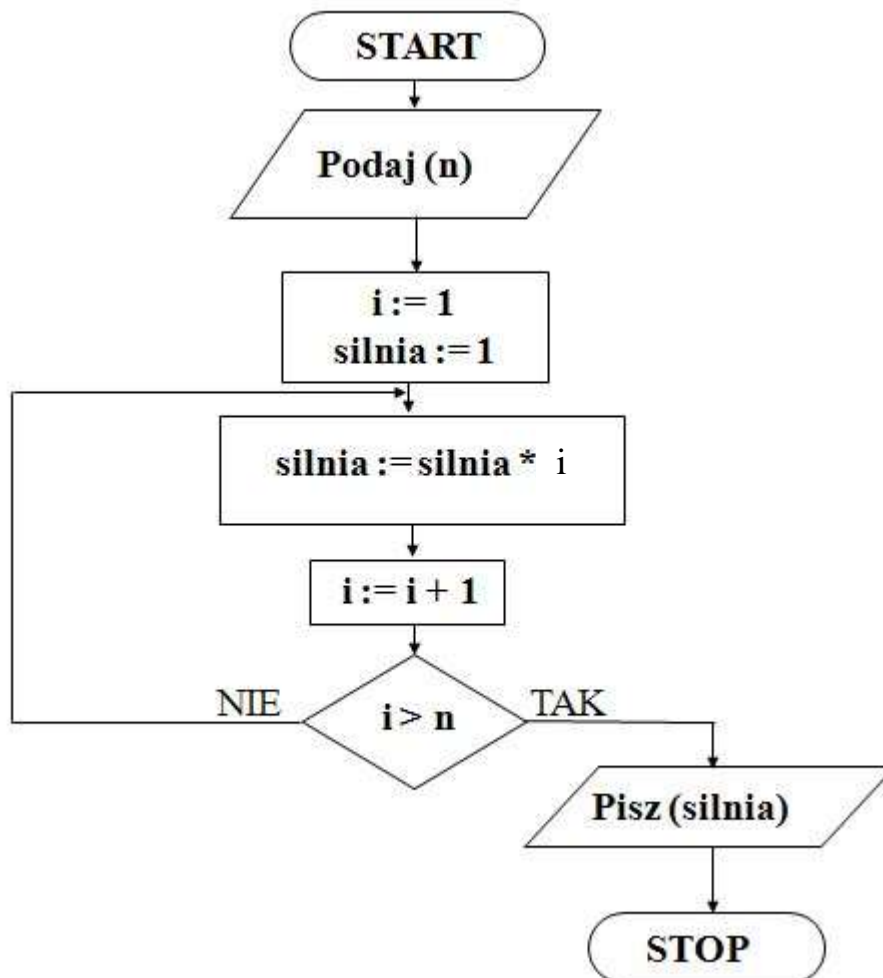 START
Podaj (n)
i := 1
silnia := 1
silnia := silnia * i
i := i + 1
NIE
i > n
TAK
Pisz (silnia)
STOP